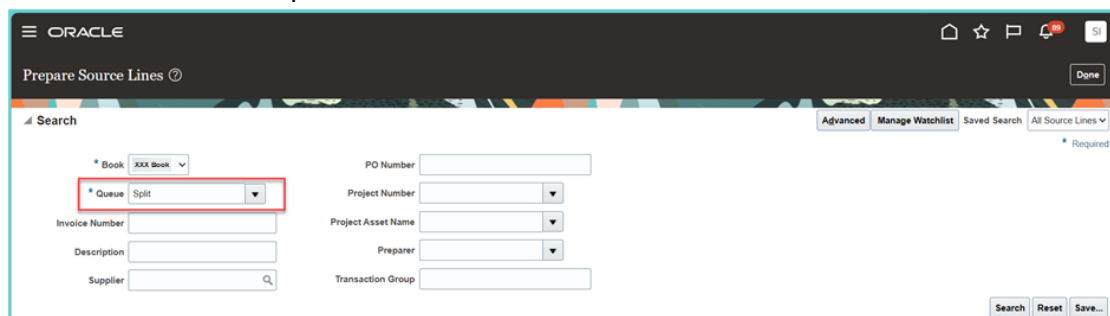 ORACLE
89
SI
Prepare Source Lines ?
Done
Search
Advanced Manage Watchlist Saved Search All Source Lines
* Required
* Book XXX Book
PO Number
* Queue Split
Project Number
Invoice Number
Project Asset Name
Description
Preparer
Supplier
Transaction Group
Search Reset Save...